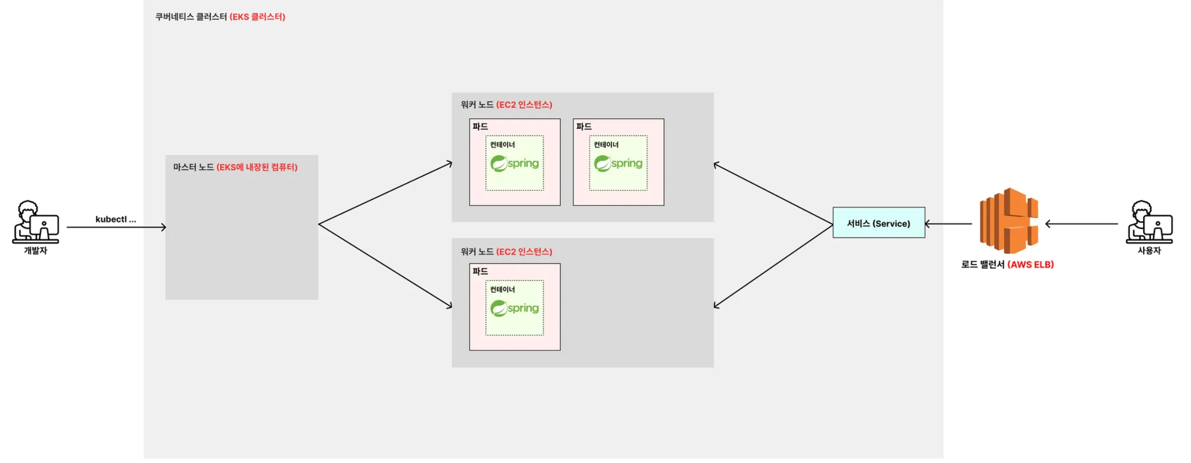 쿠버네티스 클러스터 (EKS 클러스터)
워커 노드 (EC2 인스턴스)
파드
컨테이너
spring
파드
컨테이너
spring
마스터 노드 (EKS에 내장된 컴퓨터)
kubectl ...
개발자
워커 노드 (EC2 인스턴스)
파드
컨테이너
spring
서비스 (Service)
로드 밸런서 (AWS ELB)
사용자